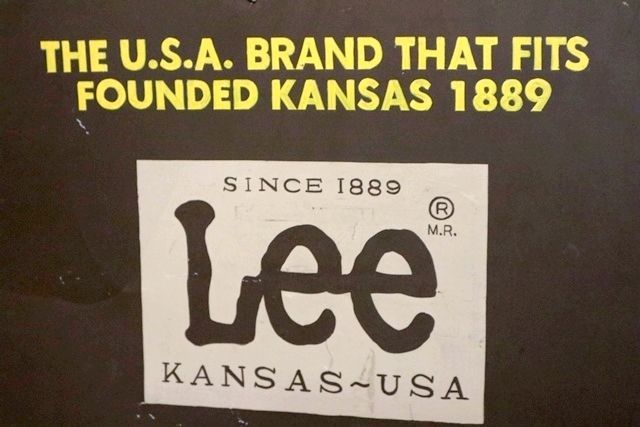 THE U.S.A. BRAND THAT FITS
FOUNDED KANSAS 1889
SINCE 1889
Lee ®
M.R.
KANSAS~USA